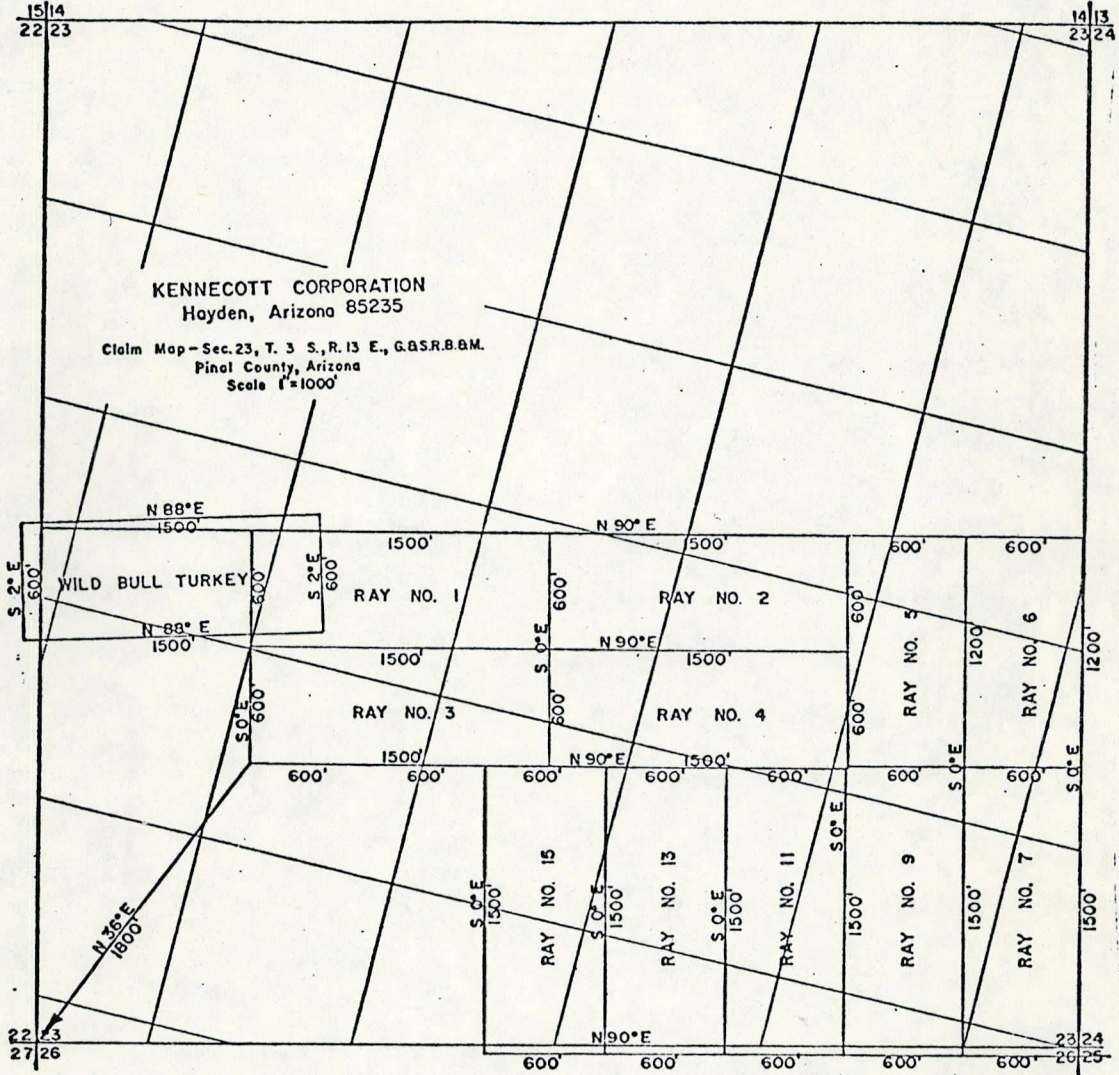 15 14
22 23
14 13
23 24
KENNECOTT CORPORATION
Hayden, Arizona 85235
Claim Map - Sec. 23, T. 3 S., R. 13 E., G.&S.R.B.&M.
Pinal County, Arizona
Scale 1"=1000'
N 88° E
1500'
N 90° E
1500'
1500'
600'
600'
S 2° E
600'
WILD BULL TURKEY
600'
S 2° E
600'
RAY NO. 1
600'
RAY NO. 2
600'
RAY NO. 5
1200'
RAY NO. 6
1200'
N 88° E
1500'
S 0° E
N 90° E
1500'
1500'
S 0° E
600'
RAY NO. 3
600'
RAY NO. 4
600'
S 0° E
S 0° E
1500'
N 90° E
1500'
600'
600'
600'
600'
600'
600'
600'
S 0° E
S 0° E
1500'
RAY NO. 15
S 0° E
1500'
RAY NO. 13
S 0° E
1500'
RAY NO. 11
1500'
RAY NO. 9
1500'
RAY NO. 7
1500'
N 36° E
1800'
22 23
27 26
N 90° E
23 24
26 25
600'
600'
600'
600'
600'